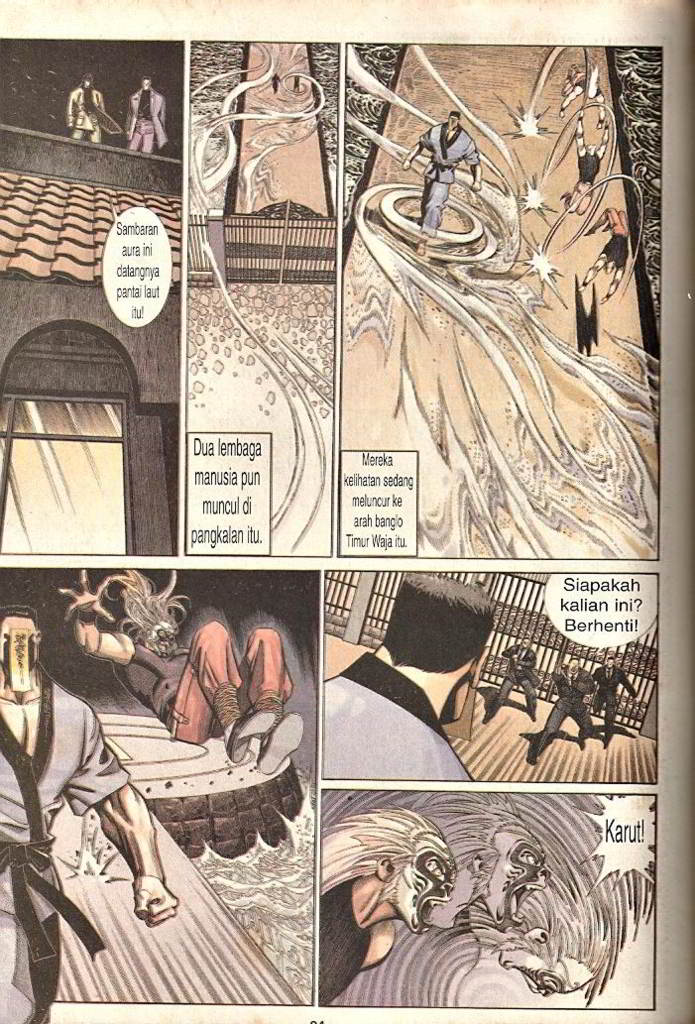 Sambaran
aura ini
datangnya
pantai laut
itu!
Dua lembaga
manusia pun
muncul di
pangkalan itu.
Mereka
kelihatan sedang
meluncur ke
arah banglo
Timur Waja itu.
Siapakah
kalian ini?
Berhenti!
Karut!